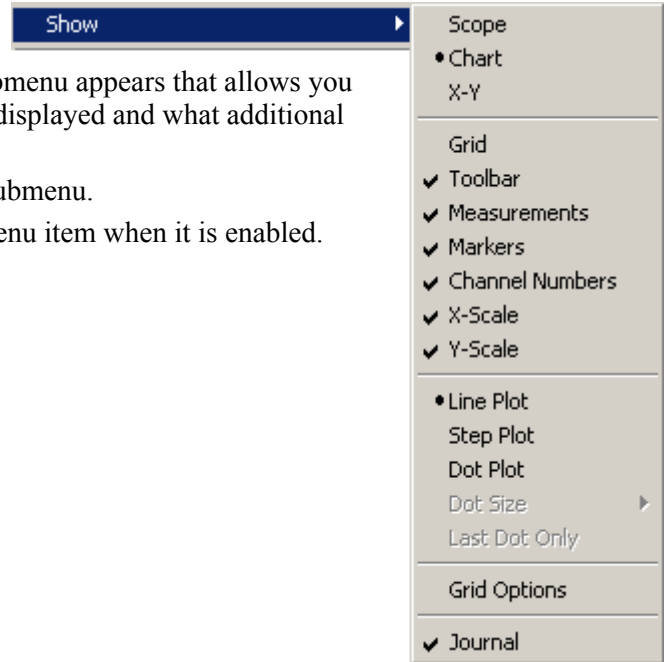 Show
menu appears that allows you
displayed and what additional
ubmenu.
enu item when it is enabled.
Scope
•Chart
X-Y
Grid
✓ Toolbar
✓ Measurements
✓ Markers
✓ Channel Numbers
✓ X-Scale
✓ Y-Scale
•Line Plot
Step Plot
Dot Plot
Dot Size
Last Dot Only
Grid Options
✓ Journal